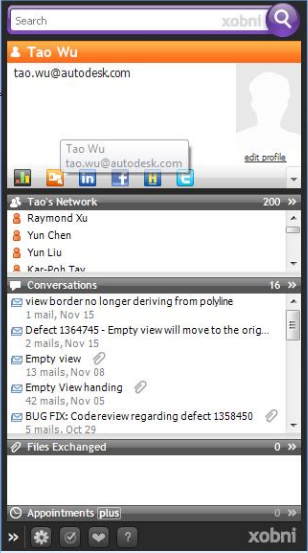 Search
xobni
Tao Wu
tao.wu@autodesk.com
Tao Wu
tao.wu@autodesk.com
edit profile
Tao's Network 200 »
Raymond Xu
Yun Chen
Yun Liu
Kar-Poh Tay
Conversations 16 »
view border no longer deriving from polyline
1 mail, Nov 15
Defect 1364745 - Empty view will move to the orig...
2 mails, Nov 15
Empty view
13 mails, Nov 08
Empty View handing
42 mails, Nov 05
BUG FIX: Code review regarding defect 1358450
5 mails, Oct 29
Files Exchanged 0 »
Appointments plus 0 »
» ? xobni